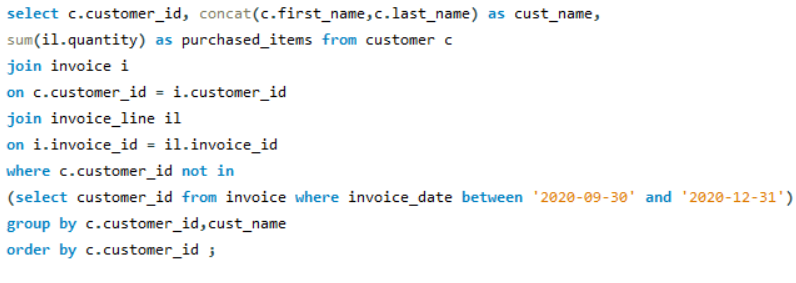 select c.customer_id, concat(c.first_name,c.last_name) as cust_name,
sum(il.quantity) as purchased_items from customer c
join invoice i
on c.customer_id = i.customer_id
join invoice_line il
on i.invoice_id = il.invoice_id
where c.customer_id not in
(select customer_id from invoice where invoice_date between '2020-09-30' and '2020-12-31')
group by c.customer_id,cust_name
order by c.customer_id ;